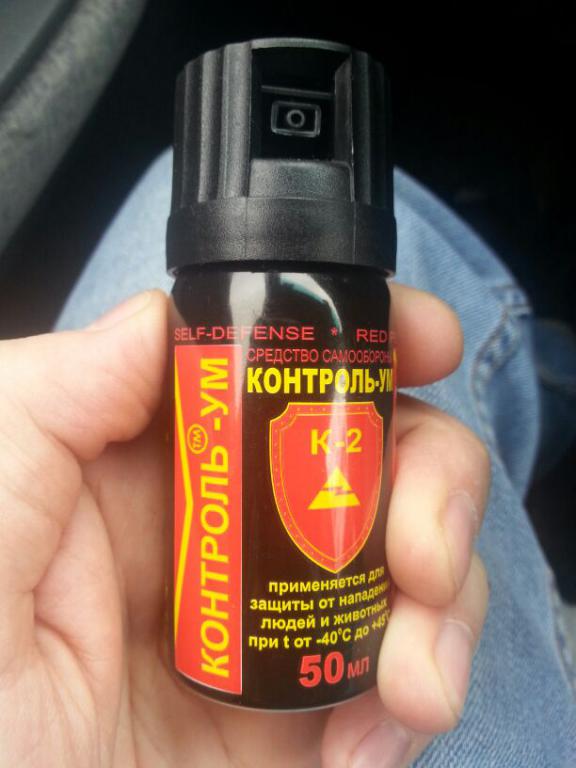 SELF-DEFENSE * RED
СРЕДСТВО САМООБОРОНЫ
КОНТРОЛЬ-УМ
КОНТРОЛЬ™-УМ
К-2
применяется для
защиты от нападения
людей и животных
при t от -40°С до +45°С
50 мл